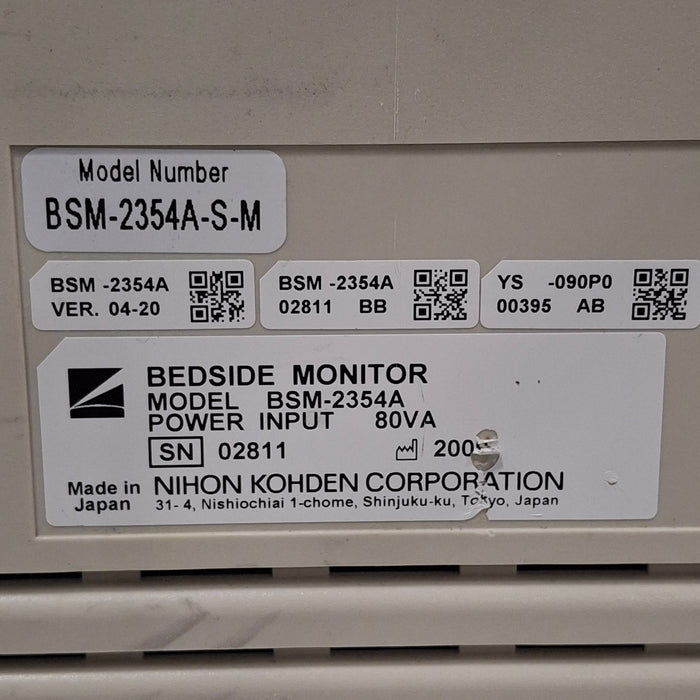 Model Number
BSM-2354A-S-M
BSM -2354A
VER. 04-20
BSM -2354A
02811 BB
YS -090P0
00395 AB
BEDSIDE MONITOR
MODEL BSM-2354A
POWER INPUT 80VA
SN 02811
Made in Japan
NIHON KOHDEN CORPORATION
31-4, Nishiochiai 1-chome, Shinjuku-ku, Tokyo, Japan